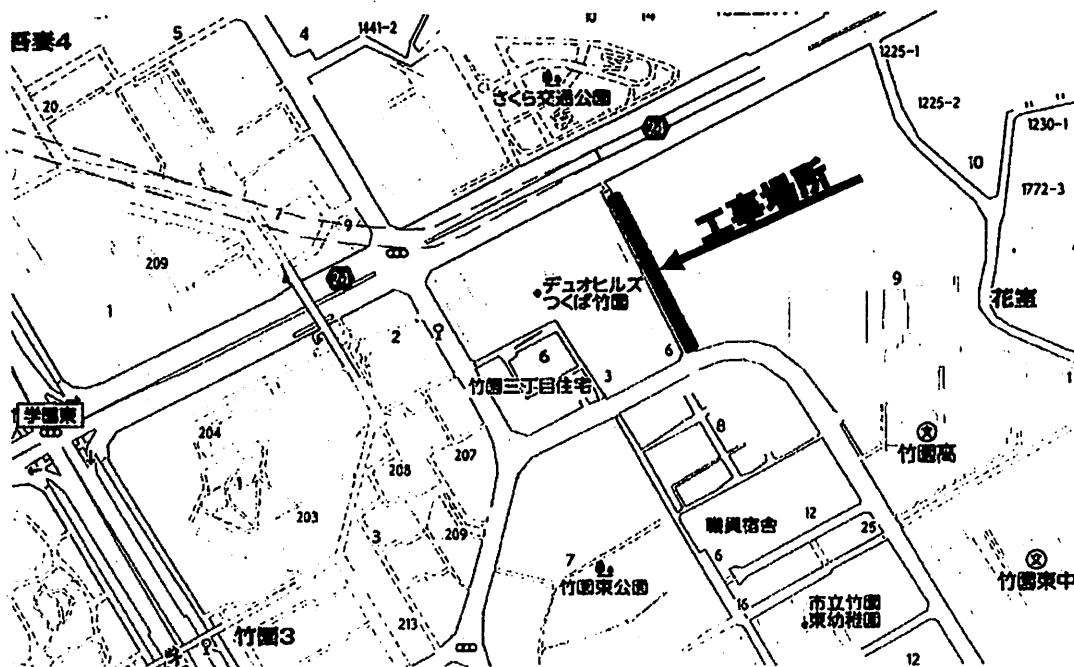 吾妻4
5
4
1441-2
10
14
1225-1
20
さくら交通公園
24
1225-2
1230-1
10
1772-3
工事場所
7
9
209
24
1
デュオヒルズ
つくば竹園
9
花室
2
6
6
竹園三丁目住宅
3
学園東
204
8
竹園高
208
207
203
3
209
職員宿舎
12
25
7
竹園東公園
6
竹園東中
16
市立竹園
東幼稚園
竹園3
213
12